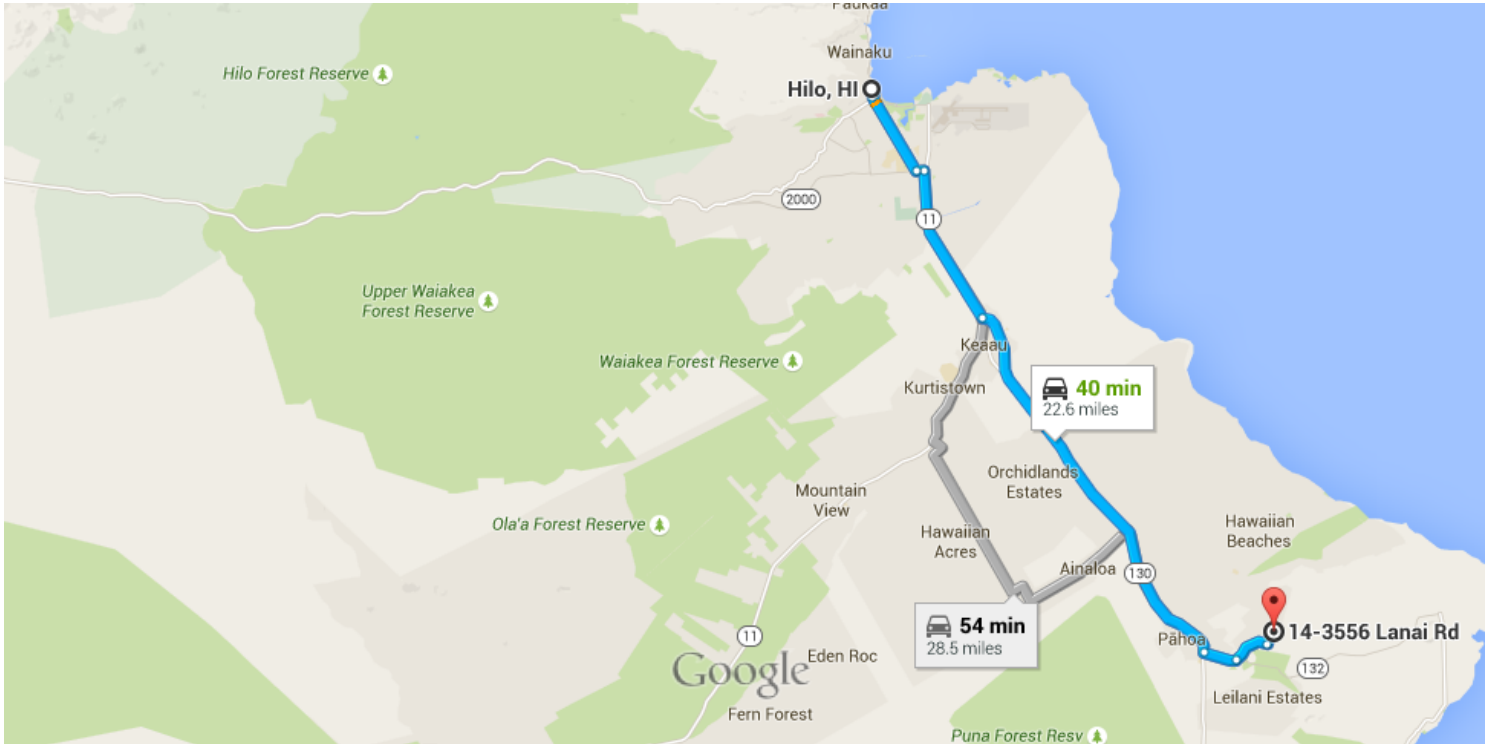 Paukaa
Wainaku
Hilo Forest Reserve
Hilo, HI
2000
11
Upper Waiakea
Forest Reserve
Keaau
Waiakea Forest Reserve
Kurtistown
40 min
22.6 miles
Orchidlands
Estates
Mountain
View
Ola'a Forest Reserve
Hawaiian
Beaches
Hawaiian
Acres
Ainaloa
130
54 min
28.5 miles
14-3556 Lanai Rd
Pāhoa
11
Eden Roc
Google
132
Leilani Estates
Fern Forest
Puna Forest Resv